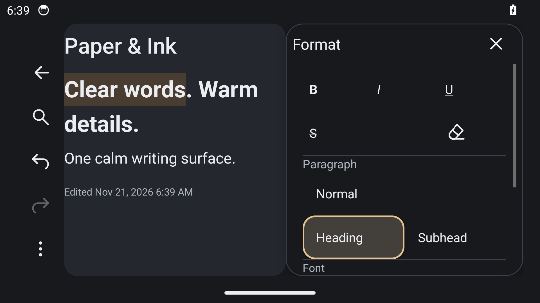 6:39
Paper & Ink
Clear words. Warm
details.
One calm writing surface.
Edited Nov 21, 2026 6:39 AM
Format
B I U
S
Paragraph
Normal
Heading Subhead
Font